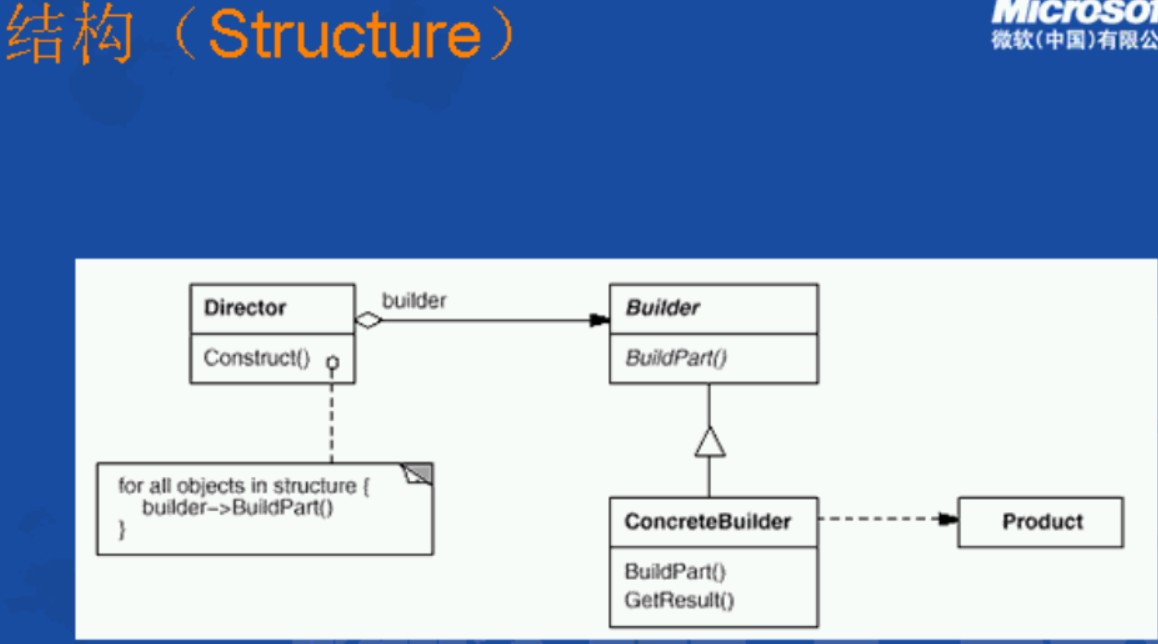 结构（Structure）
微软(中国)有限公
Director
Construct()
builder
Builder
BuildPart()
for all objects in structure {
builder->BuildPart()
}
ConcreteBuilder
BuildPart()
GetResult()
Product